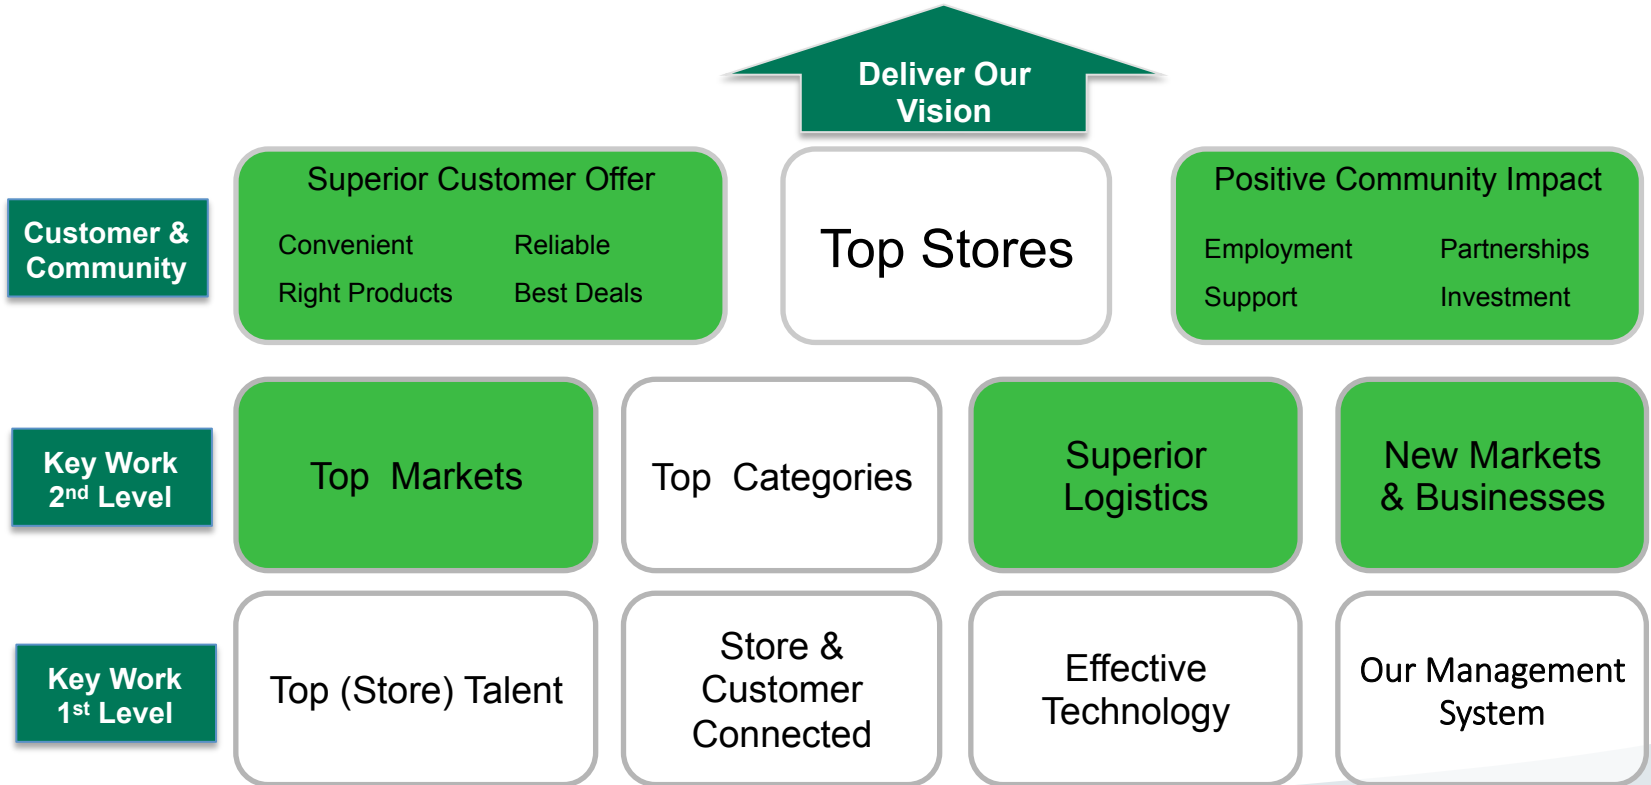 Deliver Our
Vision
Customer &
Community
Superior Customer Offer
Convenient Reliable
Right Products Best Deals
Top Stores
Positive Community Impact
Employment Partnerships
Support Investment
Key Work
2nd Level
Top Markets
Top Categories
Superior
Logistics
New Markets
& Businesses
Key Work
1st Level
Top (Store) Talent
Store &
Customer
Connected
Effective
Technology
Our Management
System